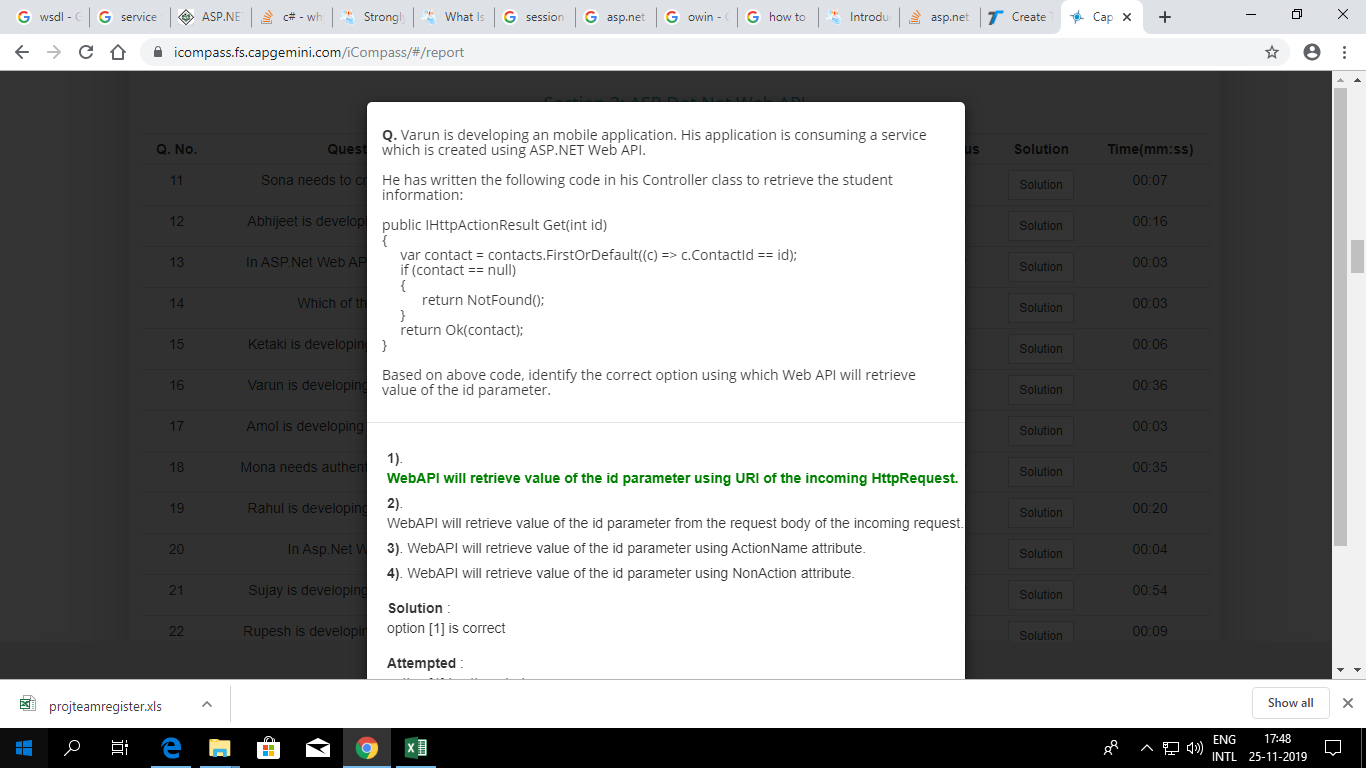 wsdl - G
service
ASP.NE
c# - wh
Strongly
What Is
session
asp.net
owin - G
how to
Introdu
asp.net
Create T
Cap
icompass.fs.capgemini.com/iCompass/#/report
Q. No.
Quest
us
Solution
Time(mm:ss)
11
Sona needs to cr
Solution
00:07
12
Abhijeet is develop
Solution
00:16
13
In ASP.Net Web AP
Solution
00:03
14
Which of th
Solution
00:03
15
Ketaki is developing
Solution
00:06
16
Varun is developing
Solution
00:36
17
Amol is developing
Solution
00:03
18
Mona needs authent
Solution
00:35
19
Rahul is developing
Solution
00:20
20
In Asp.Net W
Solution
00:04
21
Sujay is developing
Solution
00:54
22
Rupesh is developin
Solution
00:09
Q. Varun is developing an mobile application. His application is consuming a service
which is created using ASP.NET Web API.
He has written the following code in his Controller class to retrieve the student
information:
public IHttpActionResult Get(int id)
{
var contact = contacts.FirstOrDefault((c) => c.ContactId == id);
if (contact == null)
{
return NotFound();
}
return Ok(contact);
}
Based on above code, identify the correct option using which Web API will retrieve
value of the id parameter.
1).
WebAPI will retrieve value of the id parameter using URI of the incoming HttpRequest.
2).
WebAPI will retrieve value of the id parameter from the request body of the incoming request.
3). WebAPI will retrieve value of the id parameter using ActionName attribute.
4). WebAPI will retrieve value of the id parameter using NonAction attribute.
Solution :
option [1] is correct
Attempted :
projteamregister.xls
Show all
ENG
INTL
17:48
25-11-2019